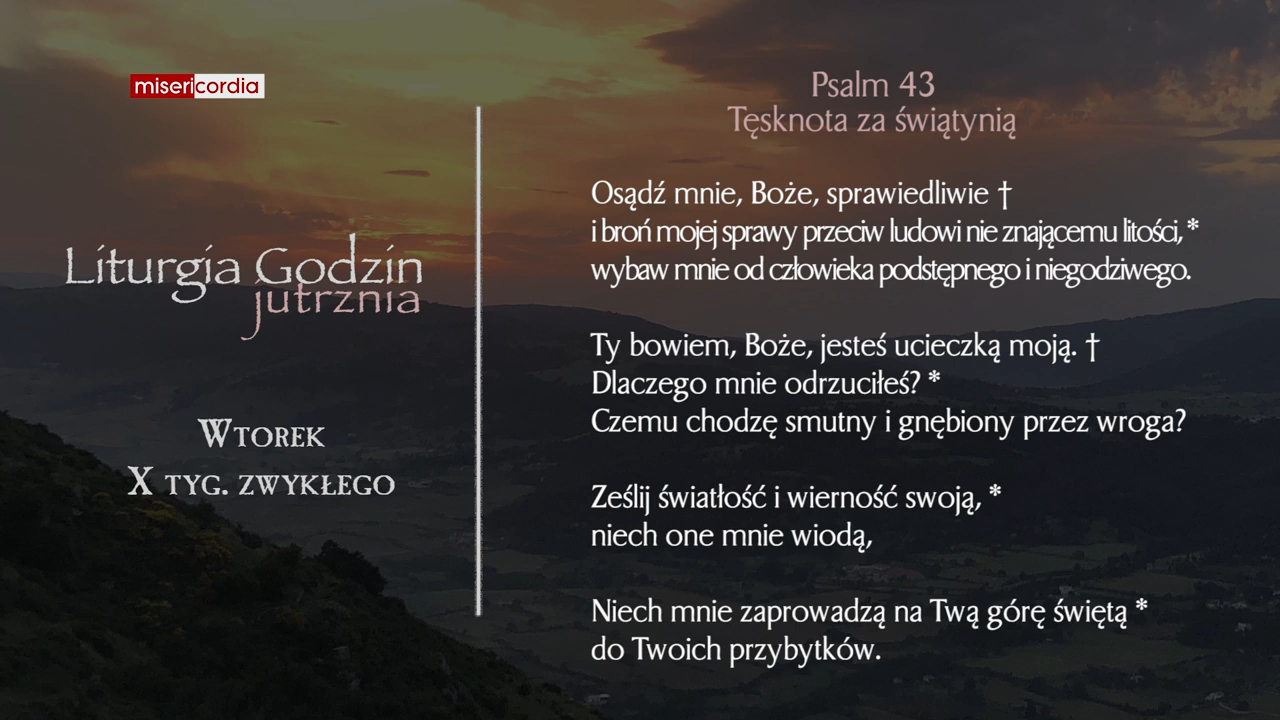 misericordia
Liturgia Godzin
jutrznia
Wtorek
X tyg. zwykłego
Psalm 43
Tęsknota za świątynią
Osądź mnie, Boże, sprawiedliwie †
i broń mojej sprawy przeciw ludowi nie znającemu litości, *
wybaw mnie od człowieka podstępnego i niegodziwego.
Ty bowiem, Boże, jesteś ucieczką moją. †
Dlaczego mnie odrzuciłeś? *
Czemu chodzę smutny i gnębiony przez wroga?
Ześlij światłość i wierność swoją, *
niech one mnie wiodą,
Niech mnie zaprowadzą na Twą górę świętą *
do Twoich przybytków.